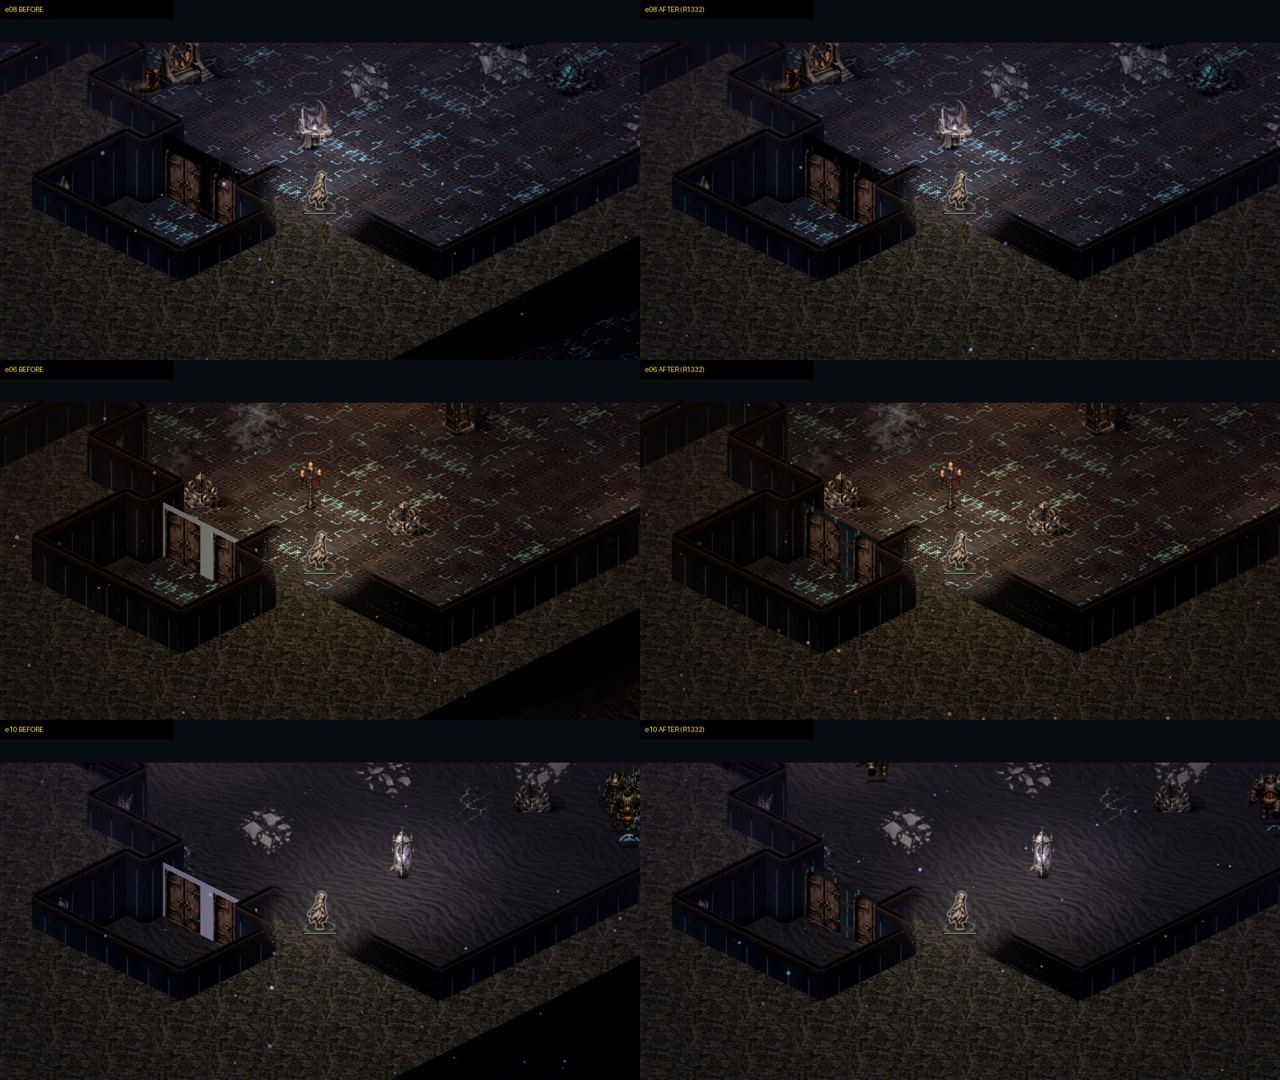 e08 BEFORE
e08 AFTER (R1332)
e06 BEFORE
e06 AFTER (R1332)
e10 BEFORE
e10 AFTER (R1332)